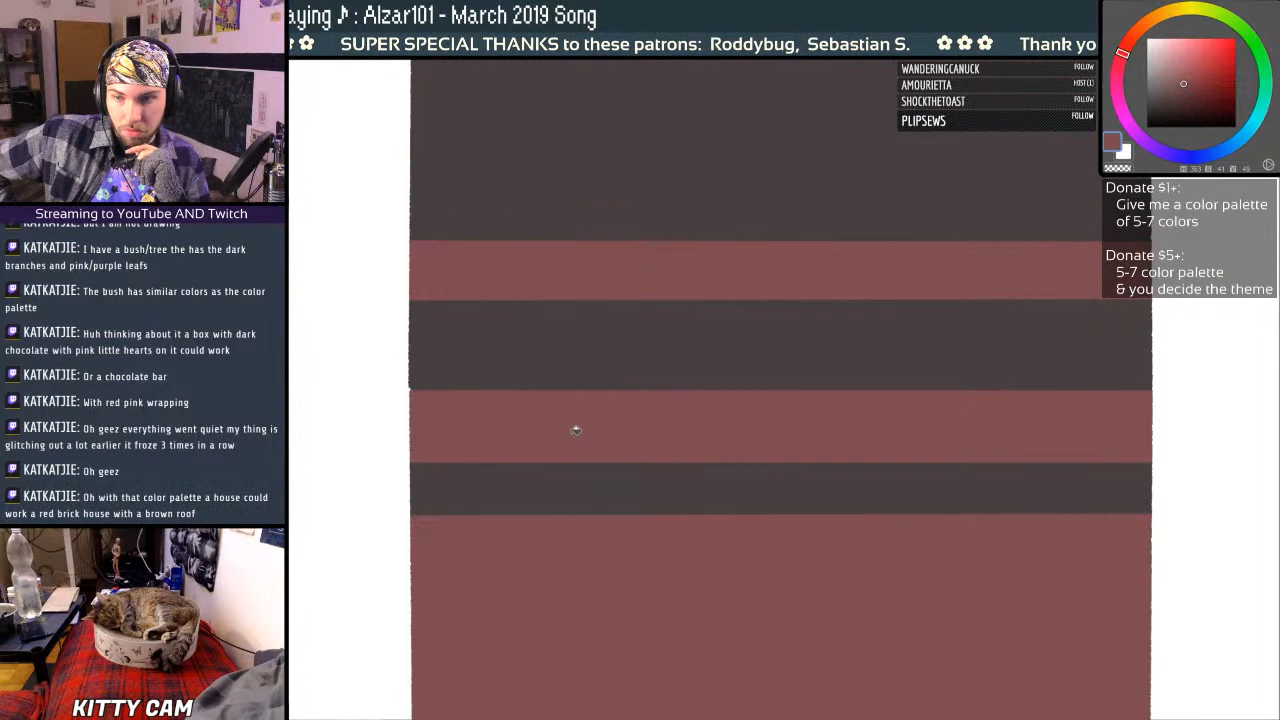 aying ♪ : Alzar101 - March 2019 Song
SUPER SPECIAL THANKS to these patrons: Roddybug, Sebastian S. ✿ ✿ ✿ Thank yo
WANDERINGCANUCK FOLLOW
AMOURIETTA HOST(1)
SHOCKTHETOAST FOLLOW
PLIPSEWS FOLLOW
Donate $1+:
Give me a color palette
of 5-7 colors
Donate $5+:
5-7 color palette
& you decide the theme
Streaming to YouTube AND Twitch
but I am not drawing
KATKATJIE: I have a bush/tree the has the dark
branches and pink/purple leafs
KATKATJIE: The bush has similar colors as the color
palette
KATKATJIE: Huh thinking about it a box with dark
chocolate with pink little hearts on it could work
KATKATJIE: Or a chocolate bar
KATKATJIE: With red pink wrapping
KATKATJIE: Oh geez everything went quiet my thing is
glitching out a lot earlier it froze 3 times in a row
KATKATJIE: Oh geez
KATKATJIE: Oh with that color palette a house could
work a red brick house with a brown roof
KITTY CAM